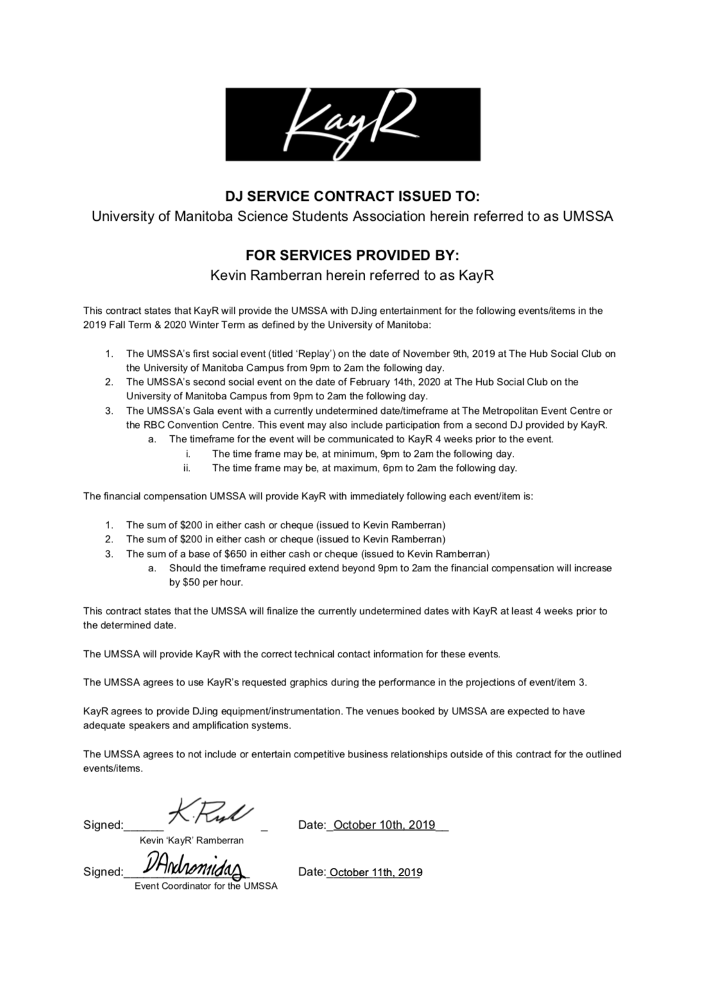 KayR
DJ SERVICE CONTRACT ISSUED TO:
University of Manitoba Science Students Association herein referred to as UMSSA
FOR SERVICES PROVIDED BY:
Kevin Ramberran herein referred to as KayR
This contract states that KayR will provide the UMSSA with DJing entertainment for the following events/items in the
2019 Fall Term & 2020 Winter Term as defined by the University of Manitoba:
1. The UMSSA's first social event (titled 'Replay') on the date of November 9th, 2019 at The Hub Social Club on
the University of Manitoba Campus from 9pm to 2am the following day.
2. The UMSSA's second social event on the date of February 14th, 2020 at The Hub Social Club on the
University of Manitoba Campus from 9pm to 2am the following day.
3. The UMSSA's Gala event with a currently undetermined date/timeframe at The Metropolitan Event Centre or
the RBC Convention Centre. This event may also include participation from a second DJ provided by KayR.
a. The timeframe for the event will be communicated to KayR 4 weeks prior to the event.
i. The time frame may be, at minimum, 9pm to 2am the following day.
ii. The time frame may be, at maximum, 6pm to 2am the following day.
The financial compensation UMSSA will provide KayR with immediately following each event/item is:
1. The sum of $200 in either cash or cheque (issued to Kevin Ramberran)
2. The sum of $200 in either cash or cheque (issued to Kevin Ramberran)
3. The sum of a base of $650 in either cash or cheque (issued to Kevin Ramberran)
a. Should the timeframe required extend beyond 9pm to 2am the financial compensation will increase
by $50 per hour.
This contract states that the UMSSA will finalize the currently undetermined dates with KayR at least 4 weeks prior to
the determined date.
The UMSSA will provide KayR with the correct technical contact information for these events.
The UMSSA agrees to use KayR's requested graphics during the performance in the projections of event/item 3.
KayR agrees to provide DJing equipment/instrumentation. The venues booked by UMSSA are expected to have
adequate speakers and amplification systems.
The UMSSA agrees to not include or entertain competitive business relationships outside of this contract for the outlined
events/items.
Signed: K. Date: October 10th, 2019
Kevin 'KayR' Ramberran
Signed: DAndromidas Date: October 11th, 2019
Event Coordinator for the UMSSA